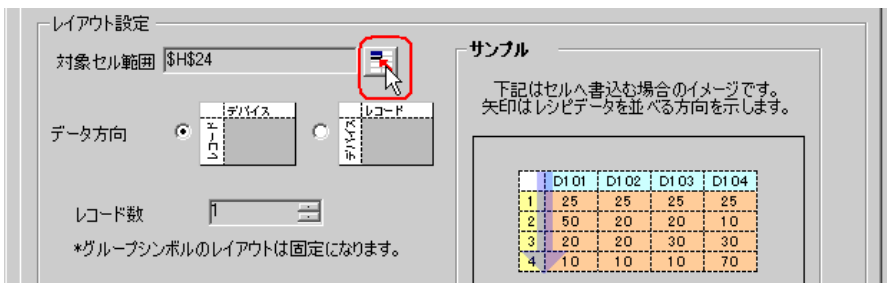 レイアウト設定
対象セル範囲 $H$24
データ方向
デバイス
レコード
レコード
デバイス
レコード数 1
*グループシンボルのレイアウトは固定になります。
サンプル
下記はセルへ書込む場合のイメージです。
矢印はレシピデータを並べる方向を示します。
D101 D102 D103 D104
1 25 25 25 25
2 50 20 20 10
3 20 20 30 30
4 10 10 10 70